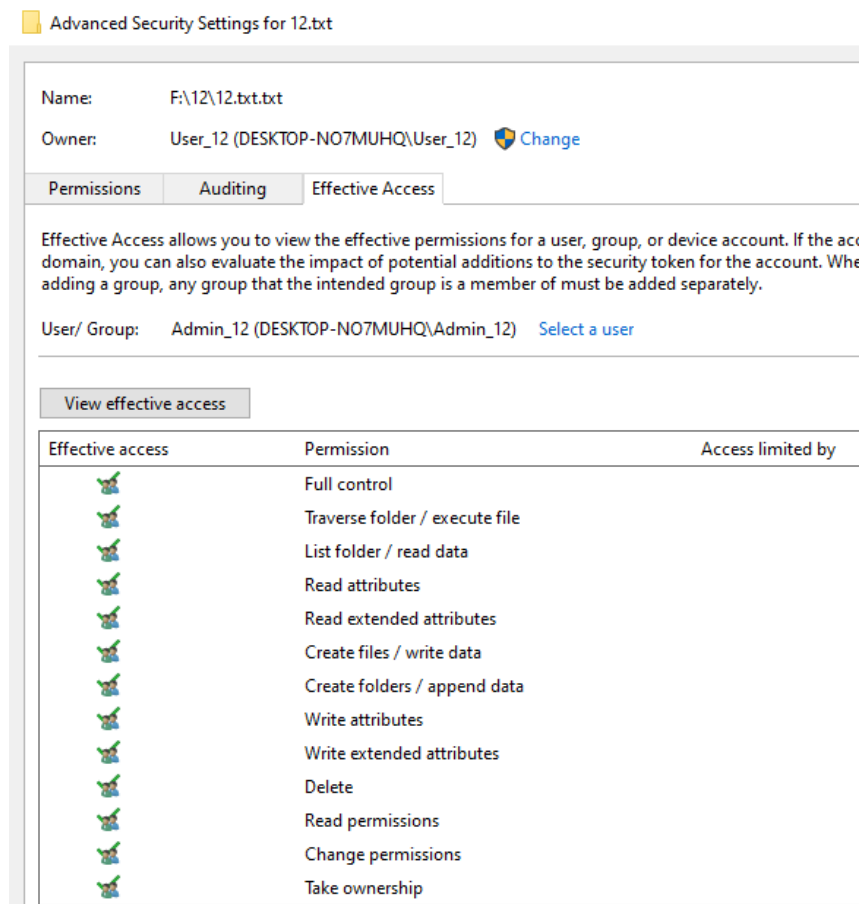 Advanced Security Settings for 12.txt
Name: F:\12\12.txt.txt
Owner: User_12 (DESKTOP-NO7MUHQ\User_12) Change
Permissions Auditing Effective Access
Effective Access allows you to view the effective permissions for a user, group, or device account. If the acc
domain, you can also evaluate the impact of potential additions to the security token for the account. Whe
adding a group, any group that the intended group is a member of must be added separately.
User/ Group: Admin_12 (DESKTOP-NO7MUHQ\Admin_12) Select a user
View effective access
Effective access Permission Access limited by
Full control
Traverse folder / execute file
List folder / read data
Read attributes
Read extended attributes
Create files / write data
Create folders / append data
Write attributes
Write extended attributes
Delete
Read permissions
Change permissions
Take ownership